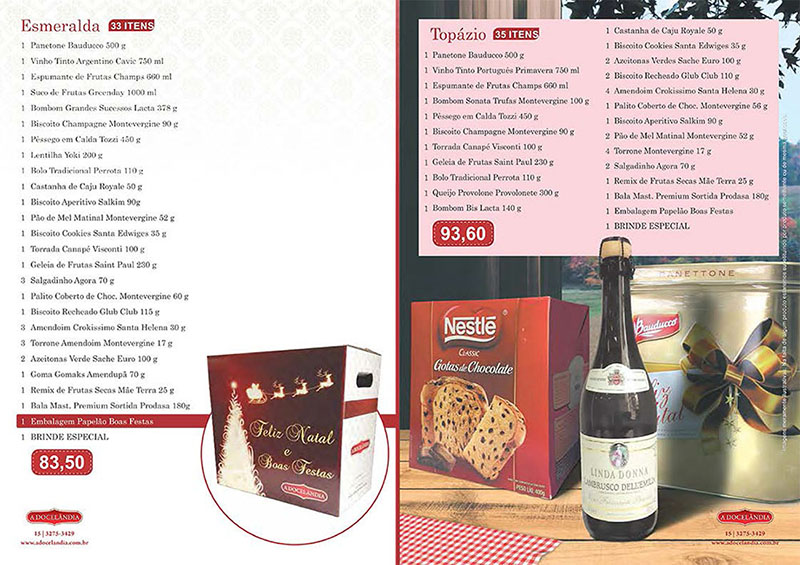 Esmeralda 33 ITENS
1 Panetone Bauducco 500 g
1 Vinho Tinto Argentino Cavic 750 ml
1 Espumante de Frutas Champs 660 ml
1 Suco de Frutas Greenday 1000 ml
1 Bombom Grandes Sucessos Lacta 378 g
1 Biscoito Champagne Montevergine 90 g
1 Pêssego em Calda Tozzi 450 g
1 Lentilha Yoki 200 g
1 Bolo Tradicional Perrota 110 g
1 Castanha de Caju Royale 50 g
1 Biscoito Aperitivo Salkim 90g
1 Pão de Mel Matinal Montevergine 52 g
1 Biscoito Cookies Santa Edwiges 35 g
1 Torrada Canapé Visconti 100 g
1 Geleia de Frutas Saint Paul 230 g
3 Salgadinho Agora 70 g
1 Palito Coberto de Choc. Montevergine 60 g
1 Biscoito Recheado Glub Club 115 g
3 Amendoim Crokissimo Santa Helena 30 g
3 Torrone Amendoim Montevergine 17 g
2 Azeitonas Verde Sache Euro 100 g
1 Goma Gomaks Amendupã 70 g
1 Remix de Frutas Secas Mãe Terra 25 g
1 Bala Mast. Premium Sortida Prodasa 180g
1 Embalagem Papelão Boas Festas
1 BRINDE ESPECIAL
83,50
Feliz Natal
e
Boas Festas
A DOCELÂNDIA
A DOCELÂNDIA
15 | 3275-3429
www.adocelandia.com.br
Topázio 35 ITENS
1 Panetone Bauducco 500 g
1 Vinho Tinto Português Primavera 750 ml
1 Espumante de Frutas Champs 660 ml
1 Bombom Sonata Trufas Montevergine 100 g
1 Pêssego em Calda Tozzi 450 g
1 Biscoito Champagne Montevergine 90 g
1 Torrada Canapé Visconti 100 g
1 Geleia de Frutas Saint Paul 230 g
1 Bolo Tradicional Perrota 110 g
1 Queijo Provolone Provolonete 300 g
1 Bombom Bis Lacta 140 g
93,60
1 Castanha de Caju Royale 50 g
1 Biscoito Cookies Santa Edwiges 35 g
2 Azeitonas Verdes Sache Euro 100 g
2 Biscoito Recheado Glub Club 110 g
4 Amendoim Crokissimo Santa Helena 30 g
1 Palito Coberto de Choc. Montevergine 56 g
1 Biscoito Aperitivo Salkim 90 g
2 Pão de Mel Matinal Montevergine 52 g
4 Torrone Montevergine 17 g
2 Salgadinho Agora 70 g
1 Remix de Frutas Secas Mãe Terra 25 g
1 Bala Mast. Premium Sortida Prodasa 180g
1 Embalagem Papelão Boas Festas
1 BRINDE ESPECIAL
Nestlé
CLASSIC
Gotas de Chocolate
PESO LÍQ. 400g
LINDA DONNA
LAMBRUSCO DELL'EMILIA
PANETTONE
Bauducco
A DOCELÂNDIA
15 | 3275-3429
www.adocelandia.com.br